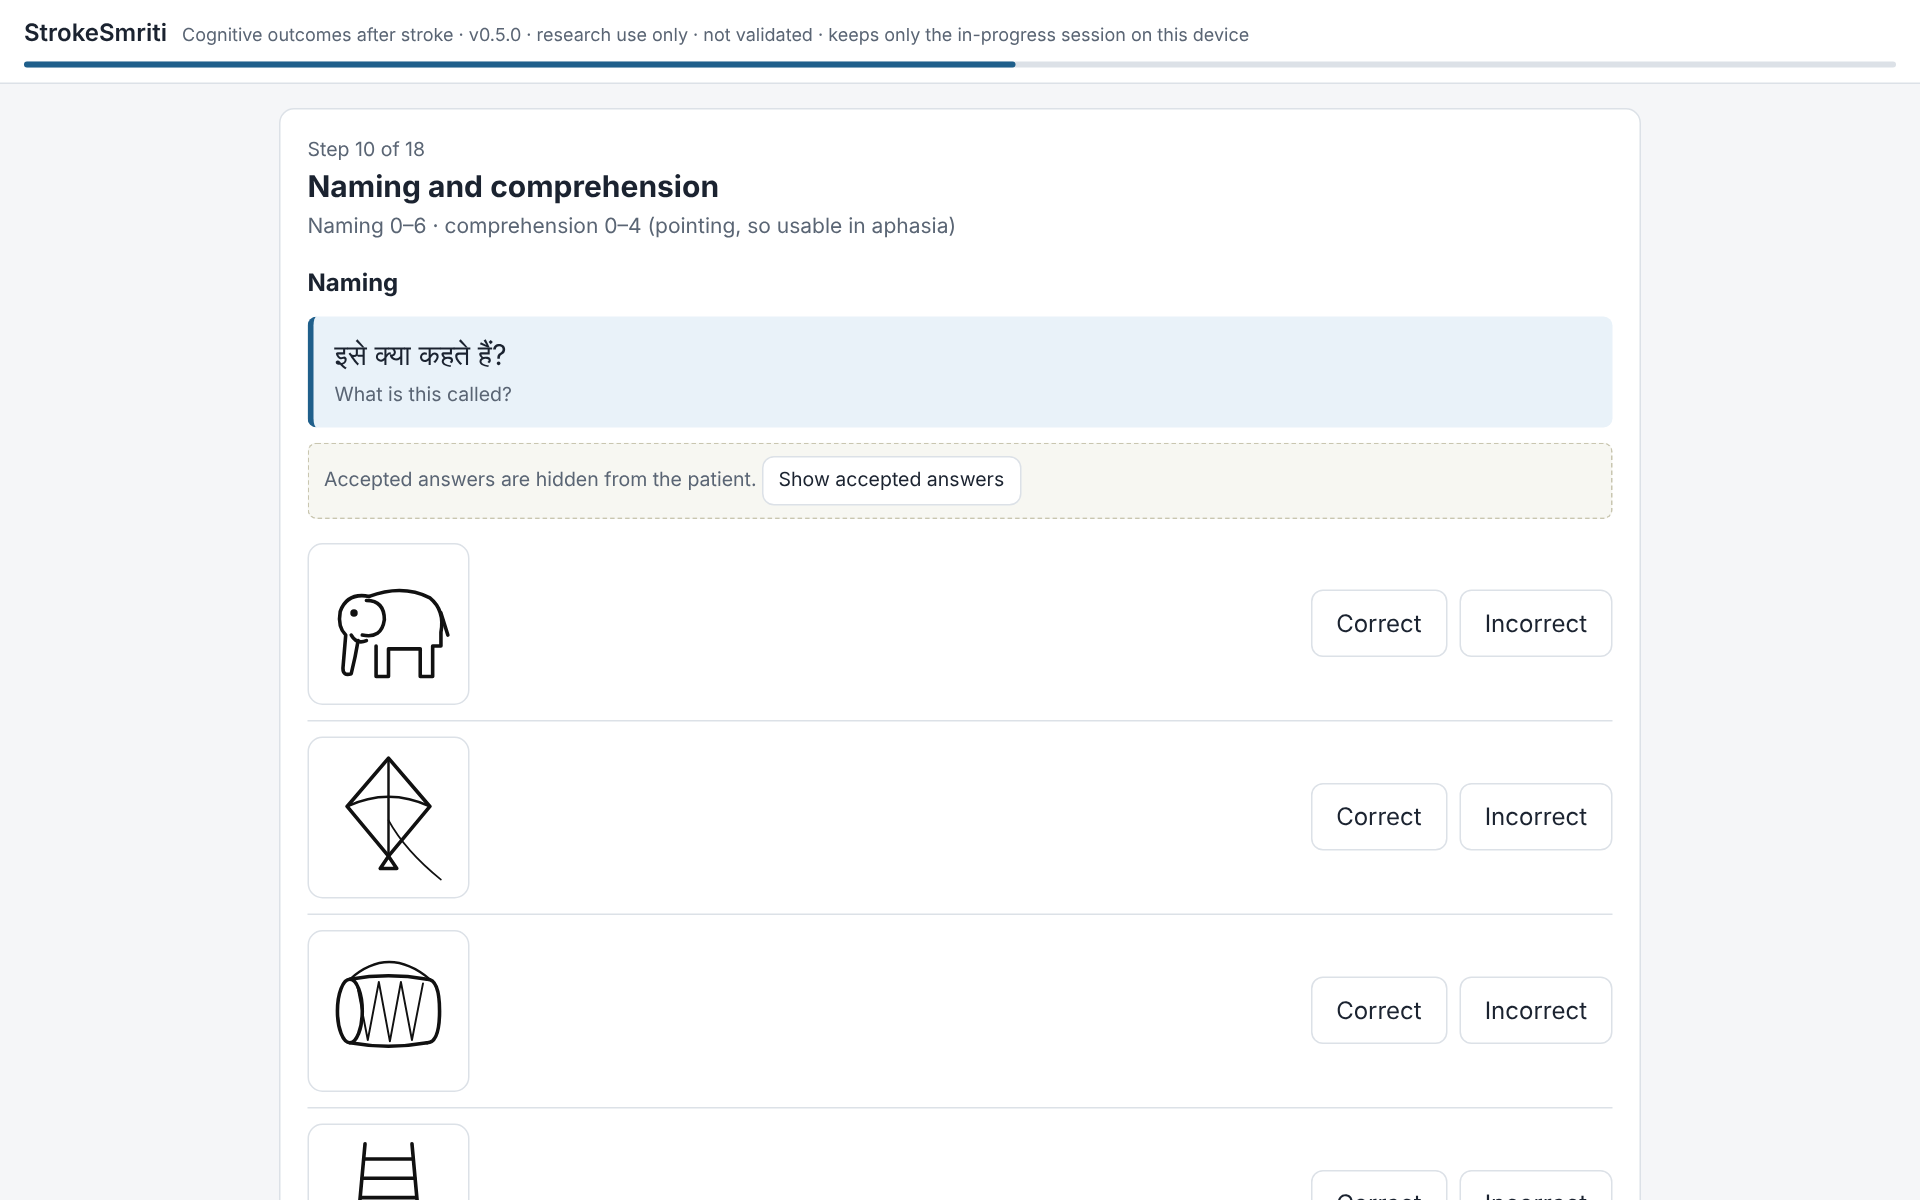 StrokeSmriti Cognitive outcomes after stroke · v0.5.0 · research use only · not validated · keeps only the in-progress session on this device
Step 10 of 18
Naming and comprehension
Naming 0–6 · comprehension 0–4 (pointing, so usable in aphasia)
Naming
इसे क्या कहते हैं?
What is this called?
Accepted answers are hidden from the patient. Show accepted answers
Correct Incorrect
Correct Incorrect
Correct Incorrect